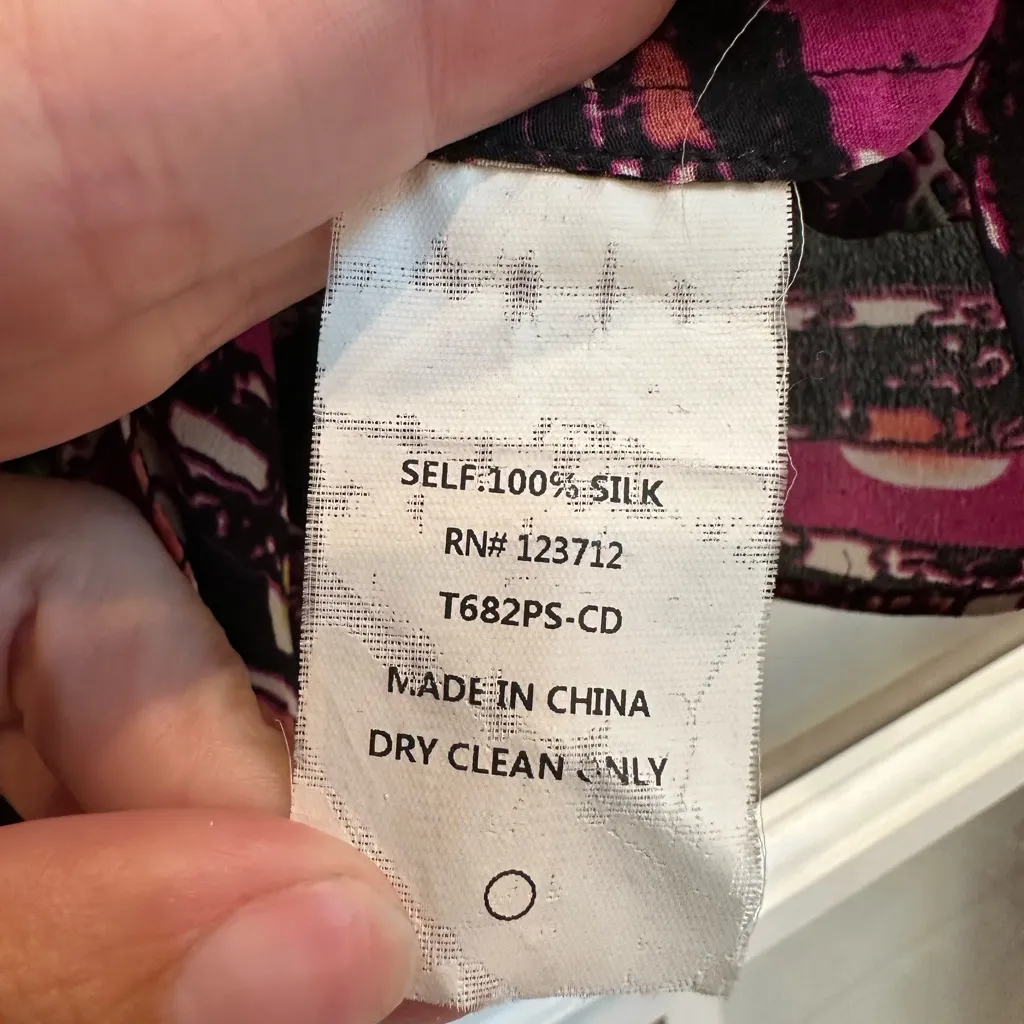 SELF:100% SILK
RN# 123712
T682PS-CD
MADE IN CHINA
DRY CLEAN ONLY